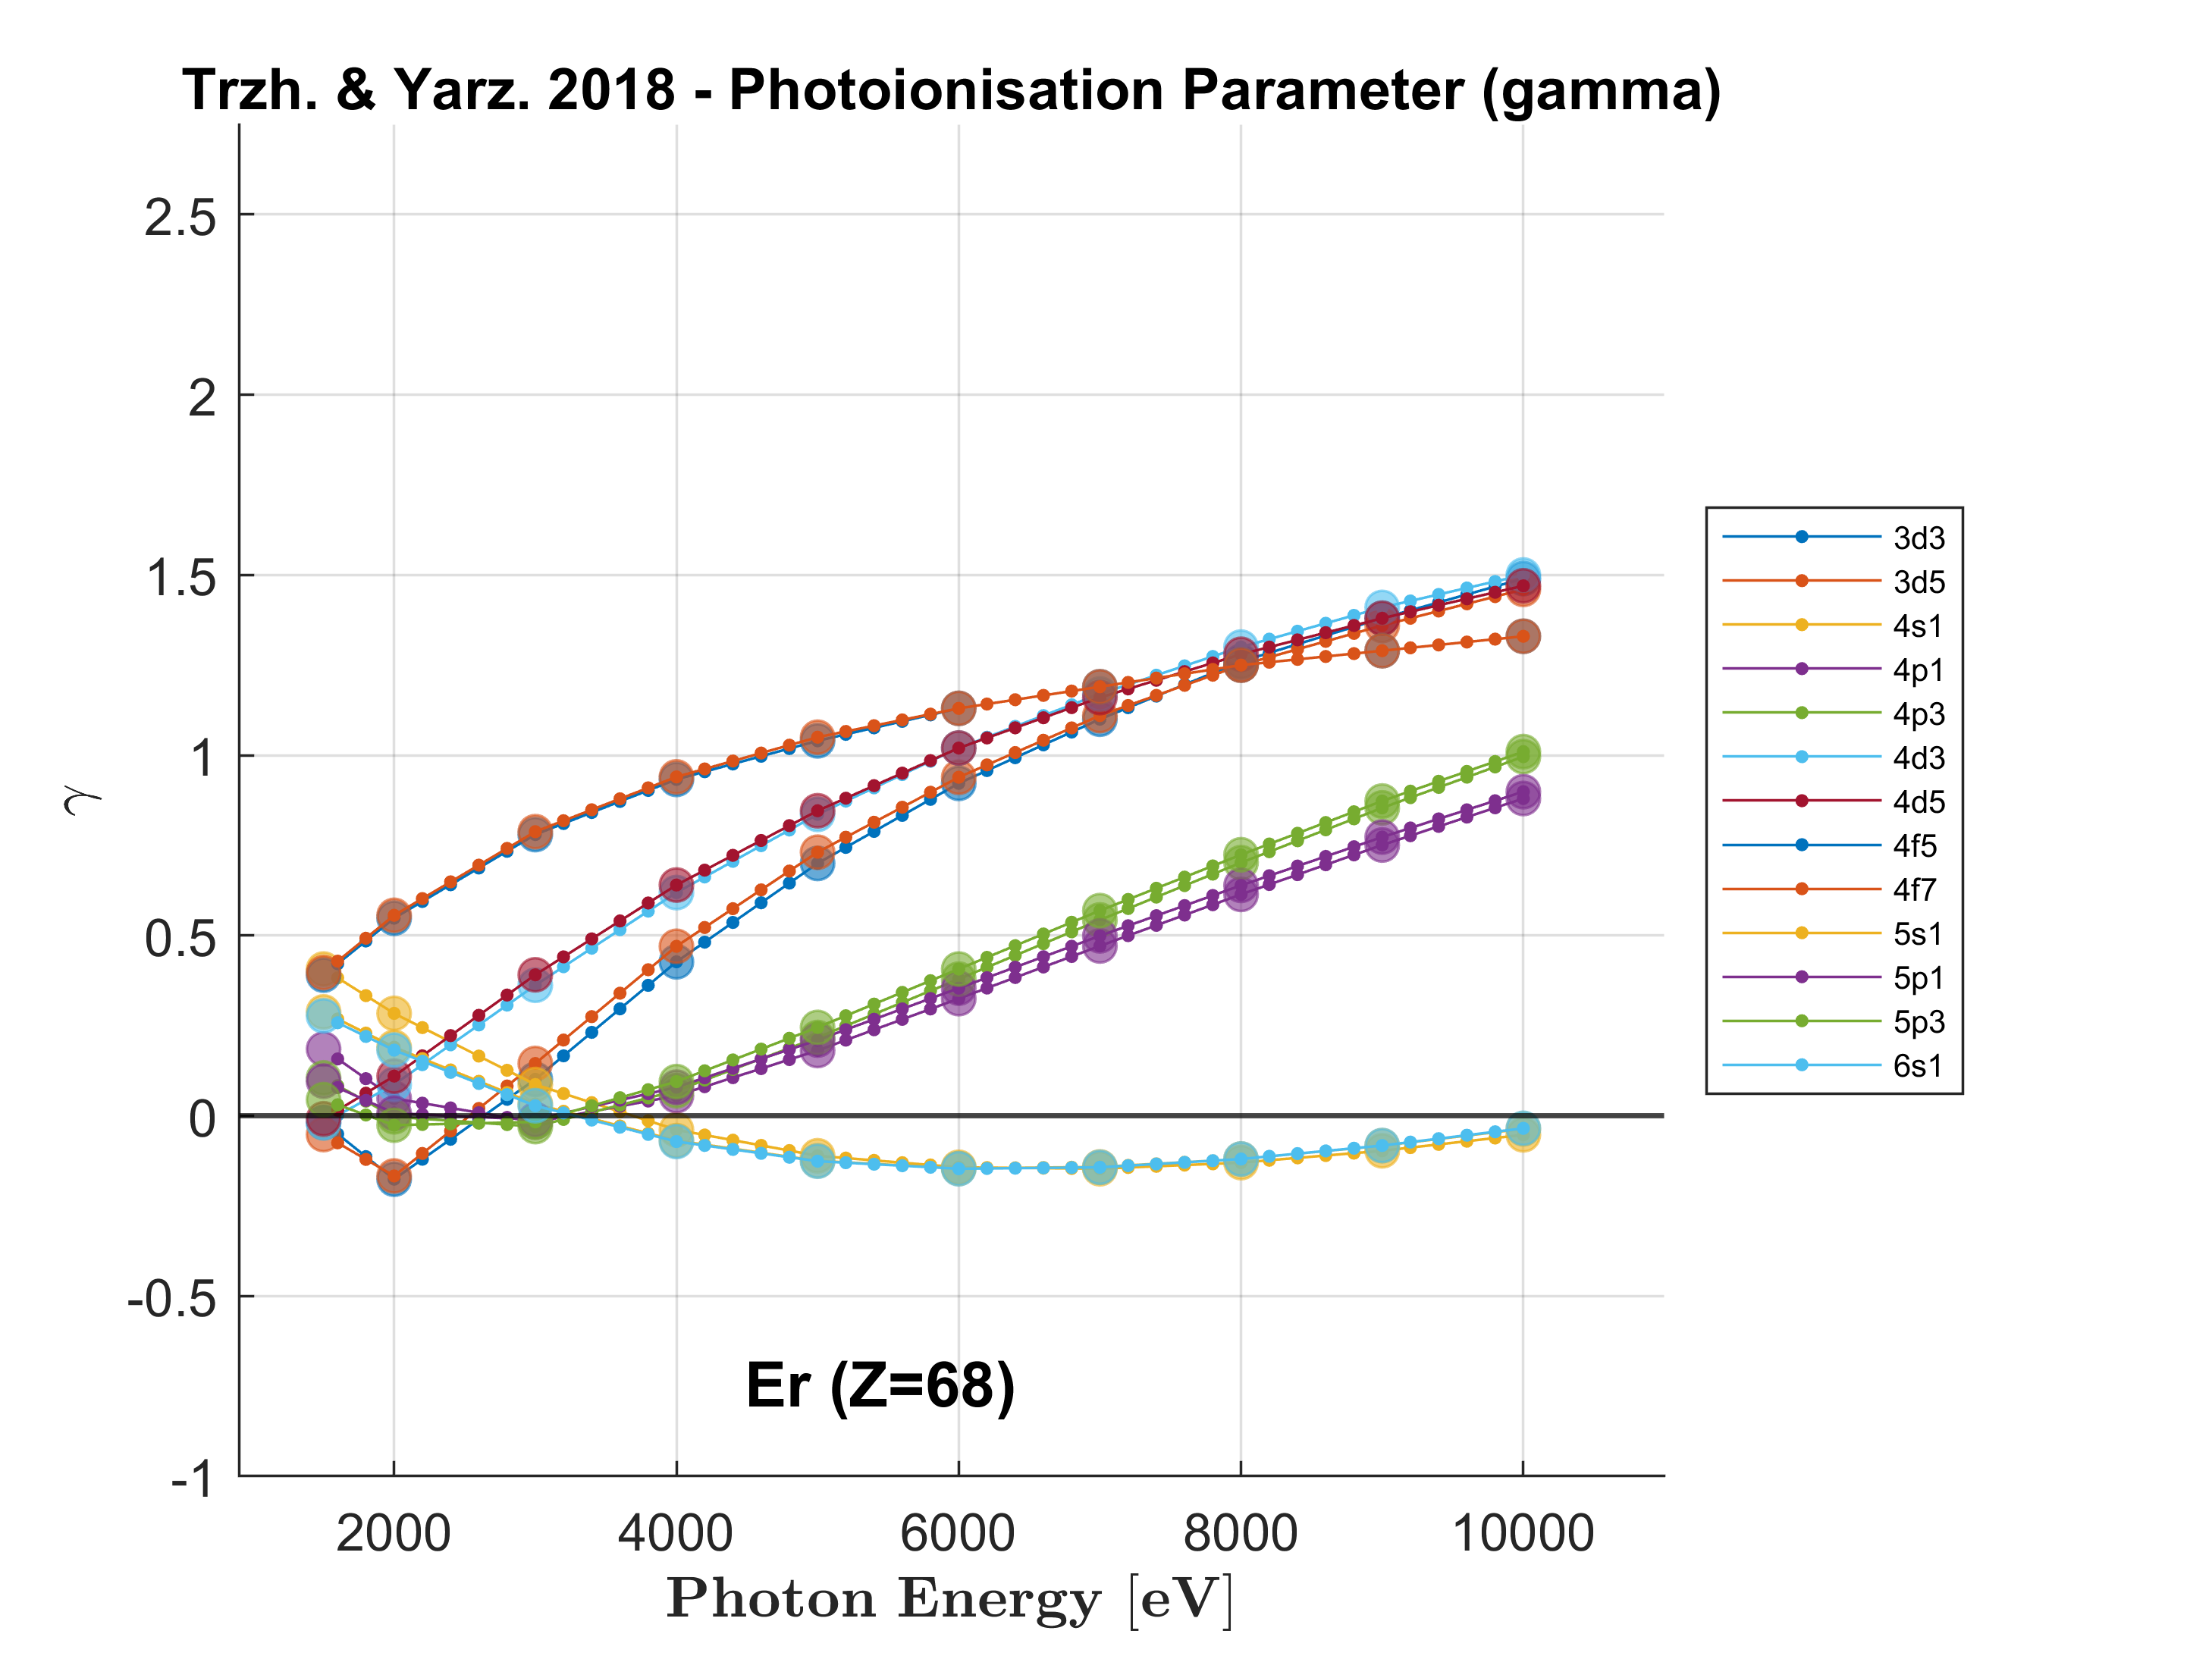 Trzh. & Yarz. 2018 - Photoionisation Parameter (gamma)
2.5
2
1.5
1
0.5
0
-0.5
-1
γ
2000 4000 6000 8000 10000
Photon Energy [eV]
Er (Z=68)
3d3
3d5
4s1
4p1
4p3
4d3
4d5
4f5
4f7
5s1
5p1
5p3
6s1